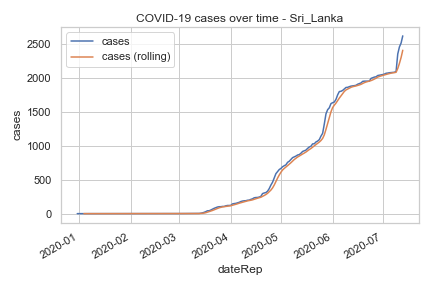 COVID-19 cases over time - Sri_Lanka
cases
cases (rolling)
2500
2000
1500
1000
500
0
cases
2020-01
2020-02
2020-03
2020-04
2020-05
2020-06
2020-07
dateRep